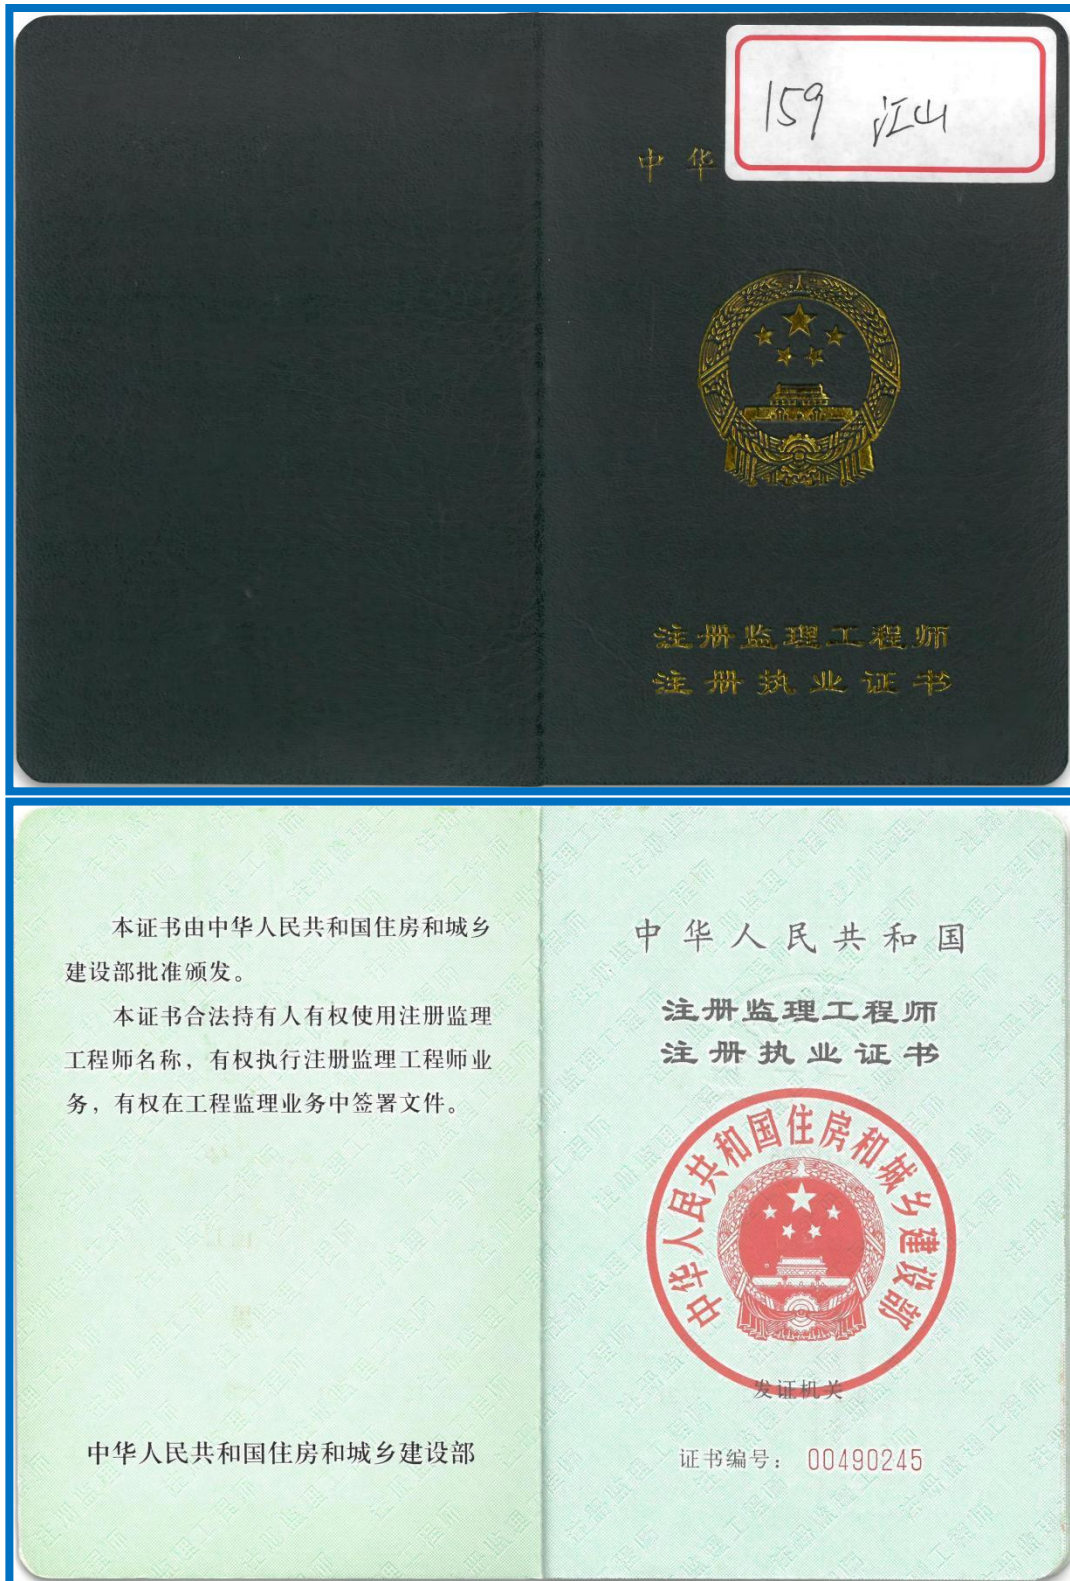 159 江山
中华
注册监理工程师
注册执业证书
本证书由中华人民共和国住房和城乡
建设部批准颁发。
本证书合法持有人有权使用注册监理
工程师名称，有权执行注册监理工程师业
务，有权在工程监理业务中签署文件。
中华人民共和国住房和城乡建设部
中华人民共和国
注册监理工程师
注册执业证书
中华人民共和国住房和城乡建设部
发证机关
证书编号： 00490245